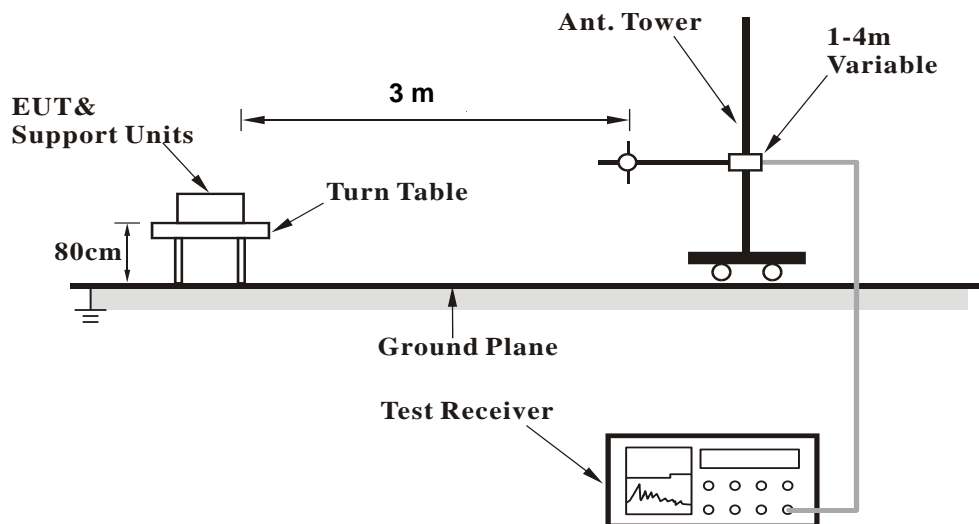 Ant. Tower
1-4m
Variable
3 m
EUT&
Support Units
Turn Table
80cm
Ground Plane
Test Receiver